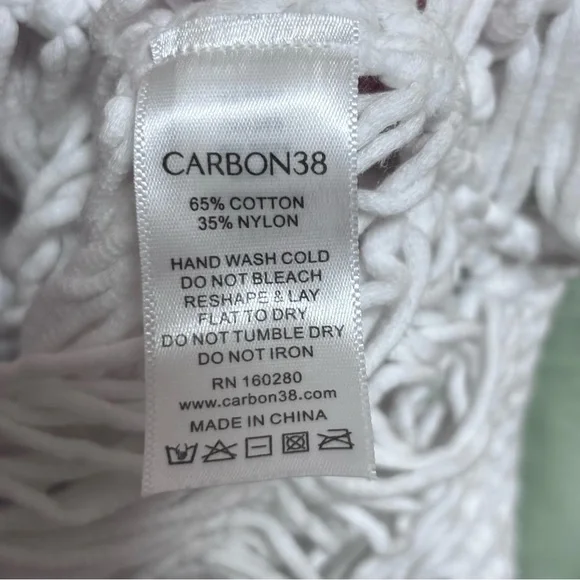 CARBON38
65% COTTON
35% NYLON
HAND WASH COLD
DO NOT BLEACH
RESHAPE & LAY
FLAT TO DRY
DO NOT TUMBLE DRY
DO NOT IRON
RN 160280
www.carbon38.com
MADE IN CHINA